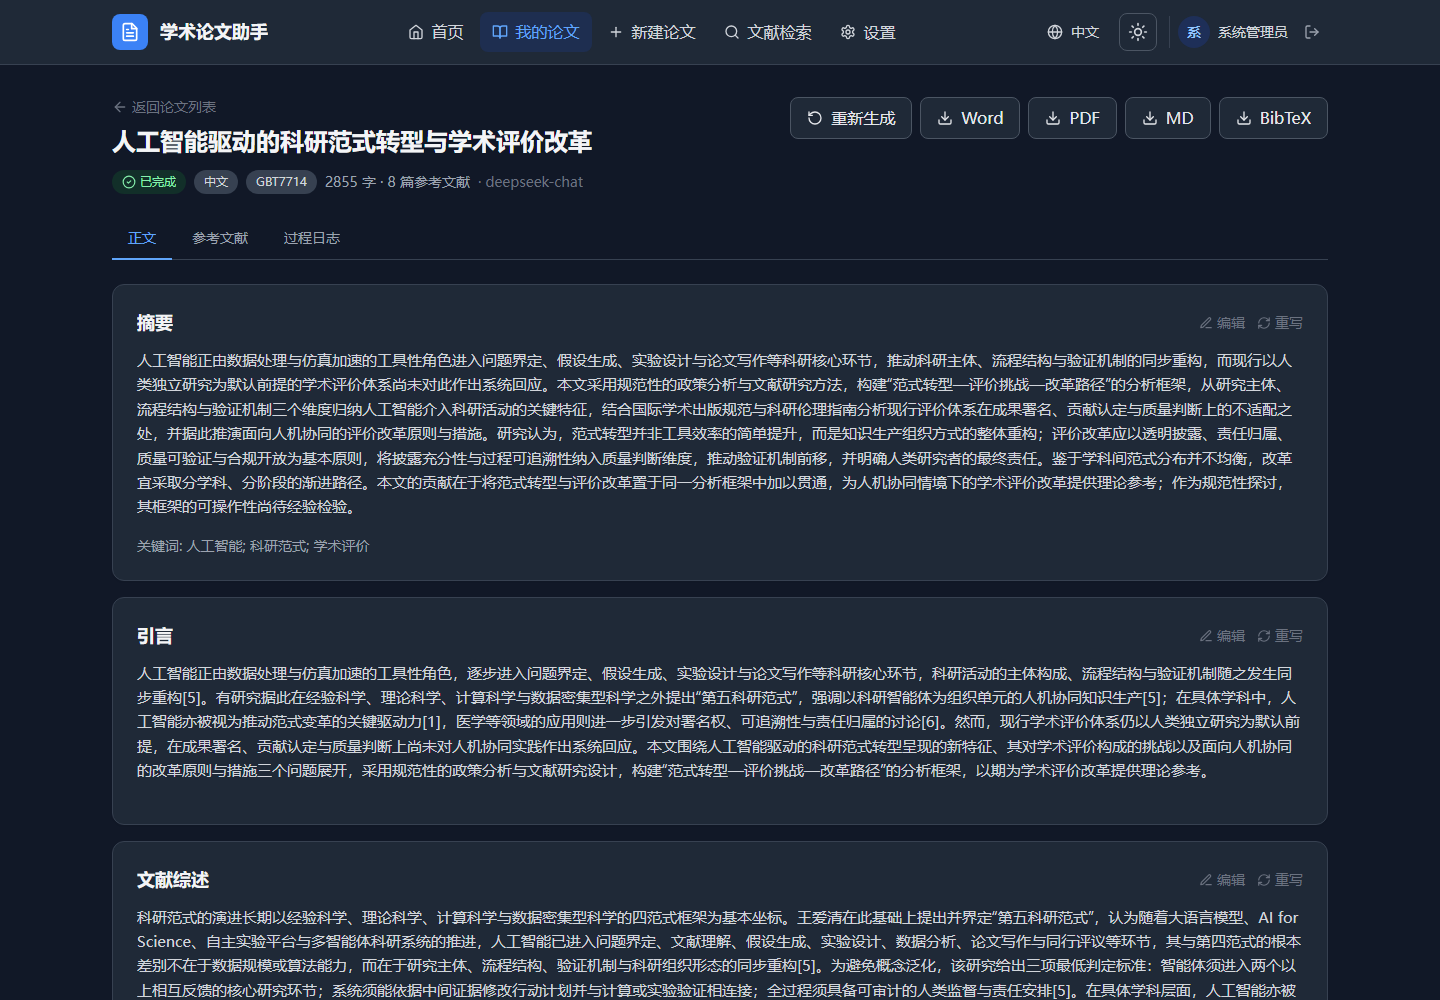 学术论文助手
首页
我的论文
新建论文
文献检索
设置
中文
系
系统管理员
返回论文列表
人工智能驱动的科研范式转型与学术评价改革
重新生成
Word
PDF
MD
BibTeX
已完成
中文
GBT7714
2855 字 · 8 篇参考文献 · deepseek-chat
正文
参考文献
过程日志
摘要
编辑
重写
人工智能正由数据处理与仿真加速的工具性角色进入问题界定、假设生成、实验设计与论文写作等科研核心环节，推动科研主体、流程结构与验证机制的同步重构，而现行以人
类独立研究为默认前提的学术评价体系尚未对此作出系统回应。本文采用规范性的政策分析与文献研究方法，构建“范式转型—评价挑战—改革路径”的分析框架，从研究主体、
流程结构与验证机制三个维度归纳人工智能介入科研活动的关键特征，结合国际学术出版规范与科研伦理指南分析现行评价体系在成果署名、贡献认定与质量判断上的不适配之
处，并据此推演面向人机协同的评价改革原则与措施。研究认为，范式转型并非工具效率的简单提升，而是知识生产组织方式的整体重构；评价改革应以透明披露、责任归属、
质量可验证与合规开放为基本原则，将披露充分性与过程可追溯性纳入质量判断维度，推动验证机制前移，并明确人类研究者的最终责任。鉴于学科间范式分布并不均衡，改革
宜采取分学科、分阶段的渐进路径。本文的贡献在于将范式转型与评价改革置于同一分析框架中加以贯通，为人机协同情境下的学术评价改革提供理论参考；作为规范性探讨，
其框架的可操作性尚待经验检验。
关键词: 人工智能; 科研范式; 学术评价
引言
编辑
重写
人工智能正由数据处理与仿真加速的工具性角色，逐步进入问题界定、假设生成、实验设计与论文写作等科研核心环节，科研活动的主体构成、流程结构与验证机制随之发生同
步重构[5]。有研究据此在经验科学、理论科学、计算科学与数据密集型科学之外提出“第五科研范式”，强调以科研智能体为组织单元的人机协同知识生产[5]；在具体学科中，人
工智能亦被视为推动范式变革的关键驱动力[1]，医学等领域的应用则进一步引发对署名权、可追溯性与责任归属的讨论[6]。然而，现行学术评价体系仍以人类独立研究为默认前
提，在成果署名、贡献认定与质量判断上尚未对人机协同实践作出系统回应。本文围绕人工智能驱动的科研范式转型呈现的新特征、其对学术评价构成的挑战以及面向人机协同
的改革原则与措施三个问题展开，采用规范性的政策分析与文献研究设计，构建“范式转型—评价挑战—改革路径”的分析框架，以期为学术评价改革提供理论参考。
文献综述
编辑
重写
科研范式的演进长期以经验科学、理论科学、计算科学与数据密集型科学的四范式框架为基本坐标。王爱清在此基础上提出并界定“第五科研范式”，认为随着大语言模型、AI for
Science、自主实验平台与多智能体科研系统的推进，人工智能已进入问题界定、文献理解、假设生成、实验设计、数据分析、论文写作与同行评议等环节，其与第四范式的根本
差别不在于数据规模或算法能力，而在于研究主体、流程结构、验证机制与科研组织形态的同步重构[5]。为避免概念泛化，该研究给出三项最低判定标准：智能体须进入两个以
上相互反馈的核心研究环节；系统须能依据中间证据修改行动计划并与计算或实验验证相连接；全过程须具备可审计的人类监督与责任安排[5]。在具体学科层面，人工智能亦被